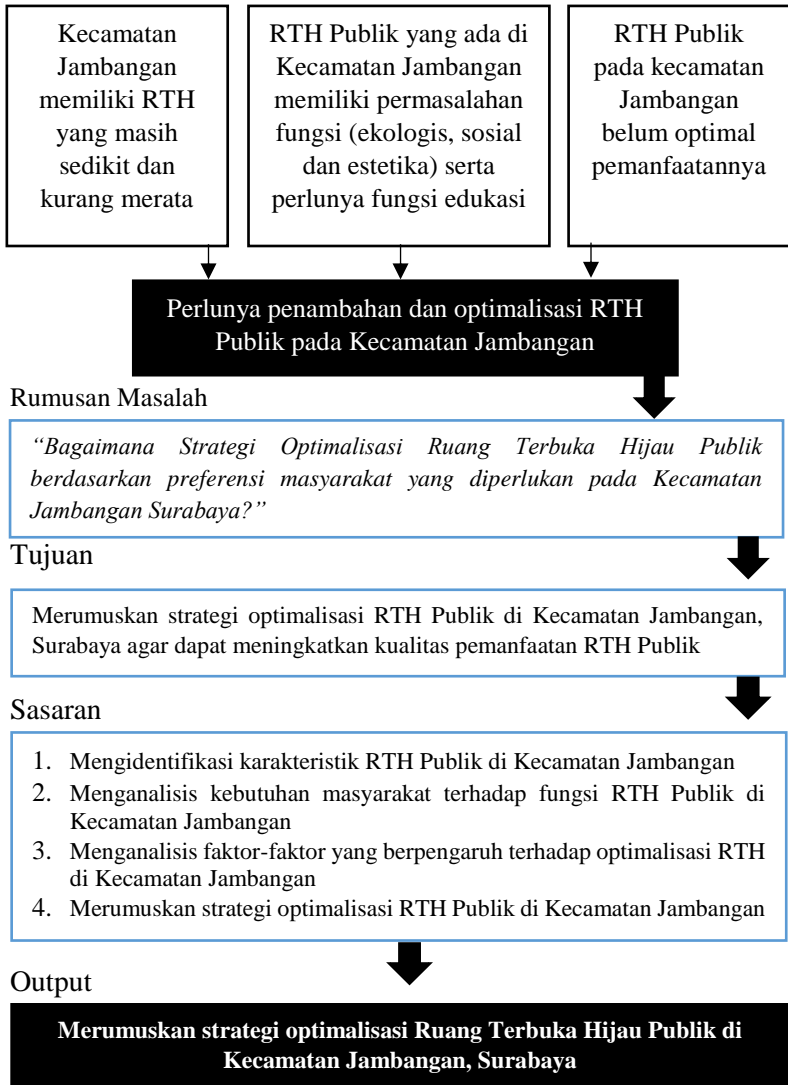 Kecamatan
Jambangan
memiliki RTH
yang masih
sedikit dan
kurang merata
RTH Publik yang ada di
Kecamatan Jambangan
memiliki permasalahan
fungsi (ekologis, sosial
dan estetika) serta
perlunya fungsi edukasi
RTH Publik
pada kecamatan
Jambangan
belum optimal
pemanfaatannya
Perlunya penambahan dan optimalisasi RTH
Publik pada Kecamatan Jambangan
Rumusan Masalah
“Bagaimana Strategi Optimalisasi Ruang Terbuka Hijau Publik
berdasarkan preferensi masyarakat yang diperlukan pada Kecamatan
Jambangan Surabaya?”
Tujuan
Merumuskan strategi optimalisasi RTH Publik di Kecamatan Jambangan,
Surabaya agar dapat meningkatkan kualitas pemanfaatan RTH Publik
Sasaran
1. Mengidentifikasi karakteristik RTH Publik di Kecamatan Jambangan
2. Menganalisis kebutuhan masyarakat terhadap fungsi RTH Publik di
Kecamatan Jambangan
3. Menganalisis faktor-faktor yang berpengaruh terhadap optimalisasi RTH
di Kecamatan Jambangan
4. Merumuskan strategi optimalisasi RTH Publik di Kecamatan Jambangan
Output
Merumuskan strategi optimalisasi Ruang Terbuka Hijau Publik di
Kecamatan Jambangan, Surabaya